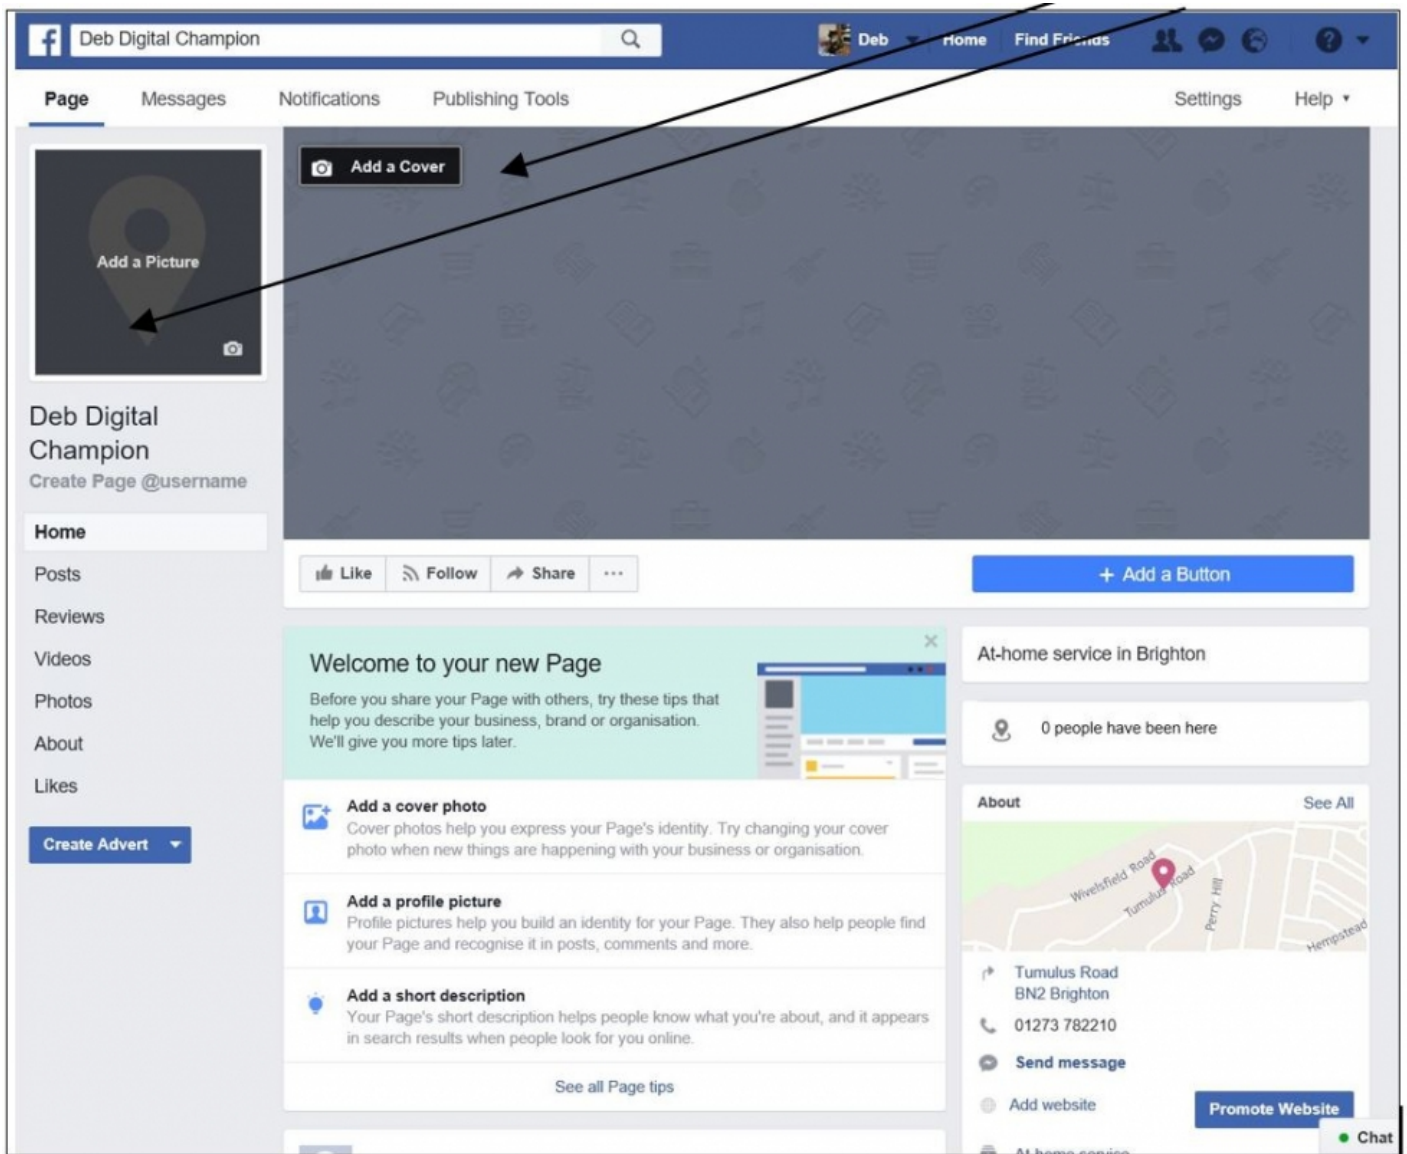 Deb Digital Champion
Deb Home Find Friends
Page Messages Notifications Publishing Tools Settings Help
Add a Cover
Add a Picture
Deb Digital
Champion
Create Page @username
Home
Posts
Reviews
Videos
Photos
About
Likes
Create Advert
Like Follow Share ...
+ Add a Button
Welcome to your new Page
Before you share your Page with others, try these tips that
help you describe your business, brand or organisation.
We'll give you more tips later.
Add a cover photo
Cover photos help you express your Page's identity. Try changing your cover
photo when new things are happening with your business or organisation.
Add a profile picture
Profile pictures help you build an identity for your Page. They also help people find
your Page and recognise it in posts, comments and more.
Add a short description
Your Page's short description helps people know what you're about, and it appears
in search results when people look for you online.
See all Page tips
At-home service in Brighton
0 people have been here
About See All
Wivelsfield Road
Tumulus Road
Perry Hill
Hempstead
Tumulus Road
BN2 Brighton
01273 782210
Send message
Add website
Promote Website
At-home service
Chat